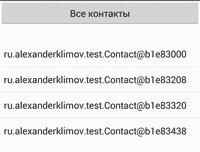 Все контакты
ru.alexanderklimov.test.Contact@b1e83000
ru.alexanderklimov.test.Contact@b1e83208
ru.alexanderklimov.test.Contact@b1e83320
ru.alexanderklimov.test.Contact@b1e83438